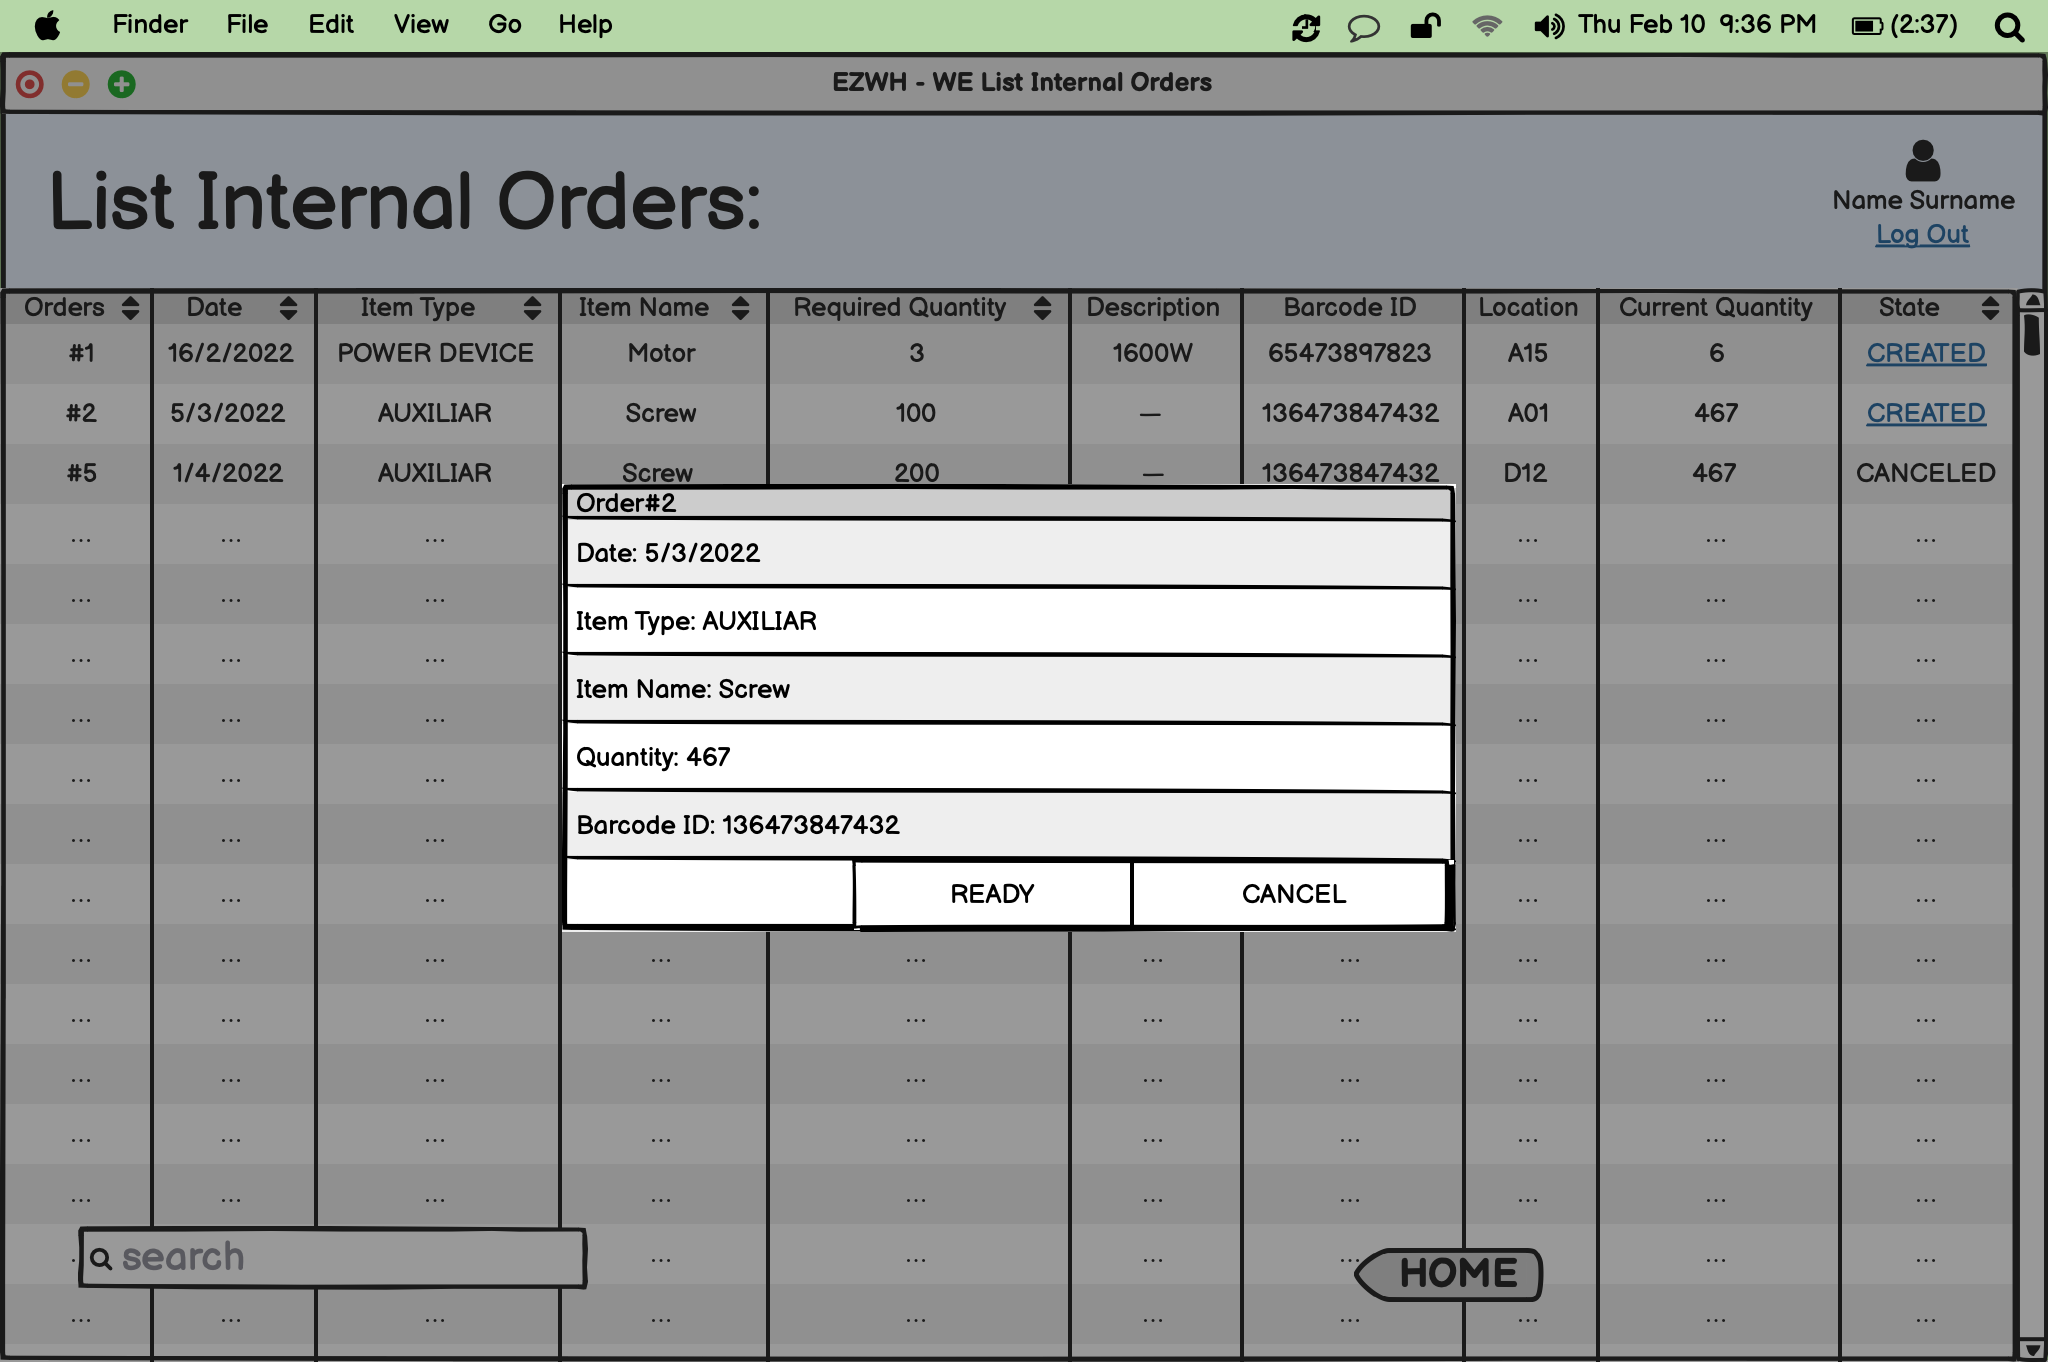 Finder File Edit View Go Help Thu Feb 10 9:36 PM (2:37)
EZWH - WE List Internal Orders
List Internal Orders:
Name Surname
Log Out
Orders Date Item Type Item Name Required Quantity Description Barcode ID Location Current Quantity State
#1 16/2/2022 POWER DEVICE Motor 3 1600W 65473897823 A15 6 CREATED
#2 5/3/2022 AUXILIAR Screw 100 — 136473847432 A01 467 CREATED
#5 1/4/2022 AUXILIAR Screw 200 — 136473847432 D12 467 CANCELED
... ... ... ... ... ...
... ... ... ... ... ...
... ... ... ... ... ...
... ... ... ... ... ...
... ... ... ... ... ...
... ... ... ... ... ...
... ... ... ... ... ...
Order#2
Date: 5/3/2022
Item Type: AUXILIAR
Item Name: Screw
Quantity: 467
Barcode ID: 136473847432
READY CANCEL
... ... ... ... ... ... ... ... ... ...
... ... ... ... ... ... ... ... ... ...
... ... ... ... ... ... ... ... ... ...
... ... ... ... ... ... ... ... ... ...
... ... ... ... ... ... ... ... ... ...
search ... ... ... ... HOME ... ...
... ... ... ... ... ... ... ... ... ...